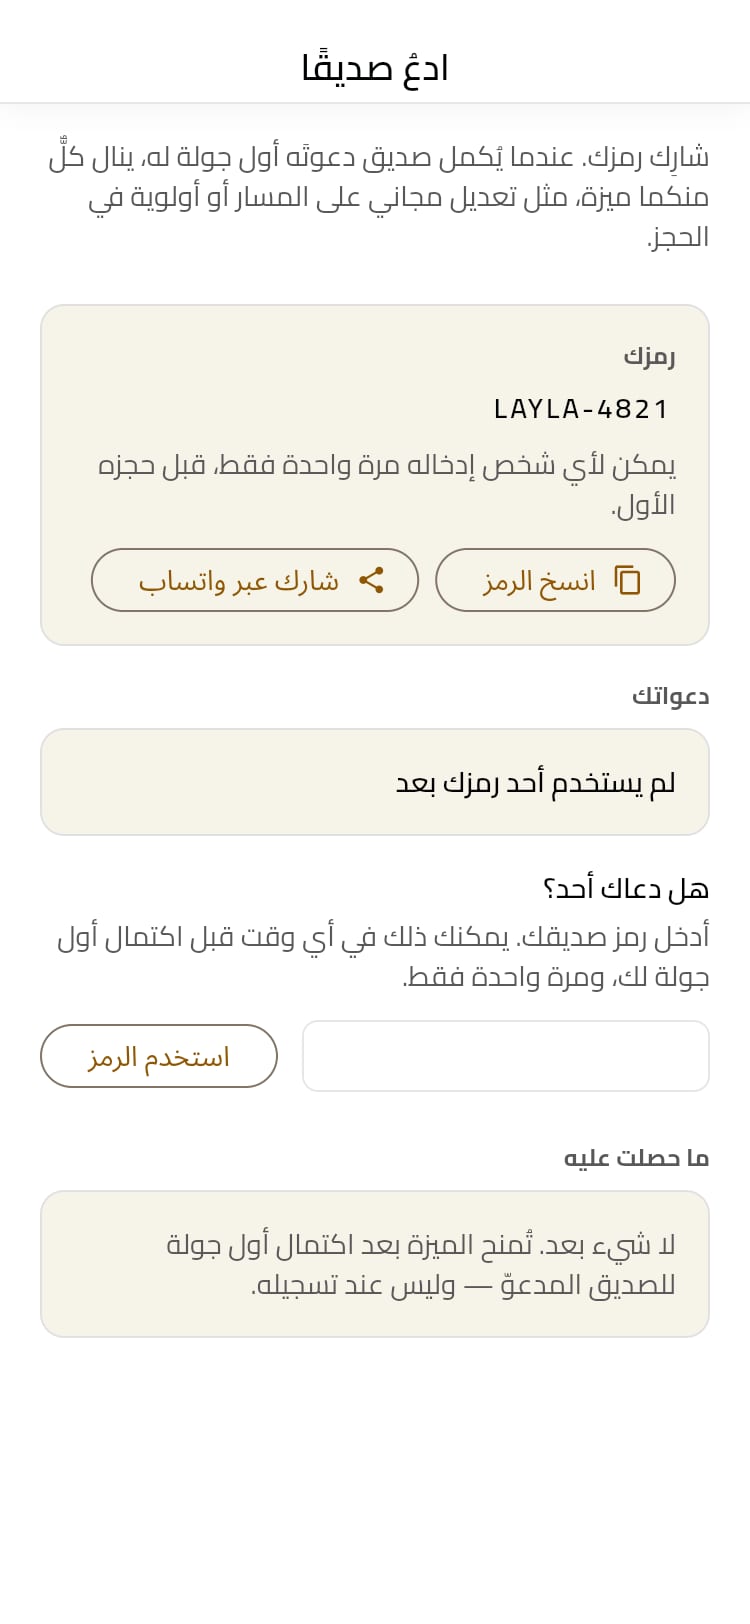 ادعُ صديقًا
شارِك رمزك. عندما يُكمل صديق دعوتَه أول جولة له، ينال كلٌّ
منكما ميزة، مثل تعديل مجاني على المسار أو أولوية في
الحجز.
رمزك
LAYLA-4821
يمكن لأي شخص إدخاله مرة واحدة فقط، قبل حجزه
الأول.
انسخ الرمز
شارك عبر واتساب
دعواتك
لم يستخدم أحد رمزك بعد
هل دعاك أحد؟
أدخل رمز صديقك. يمكنك ذلك في أي وقت قبل اكتمال أول
جولة لك، ومرة واحدة فقط.
استخدم الرمز
ما حصلت عليه
لا شيء بعد. تُمنح الميزة بعد اكتمال أول جولة
للصديق المدعوّ — وليس عند تسجيله.